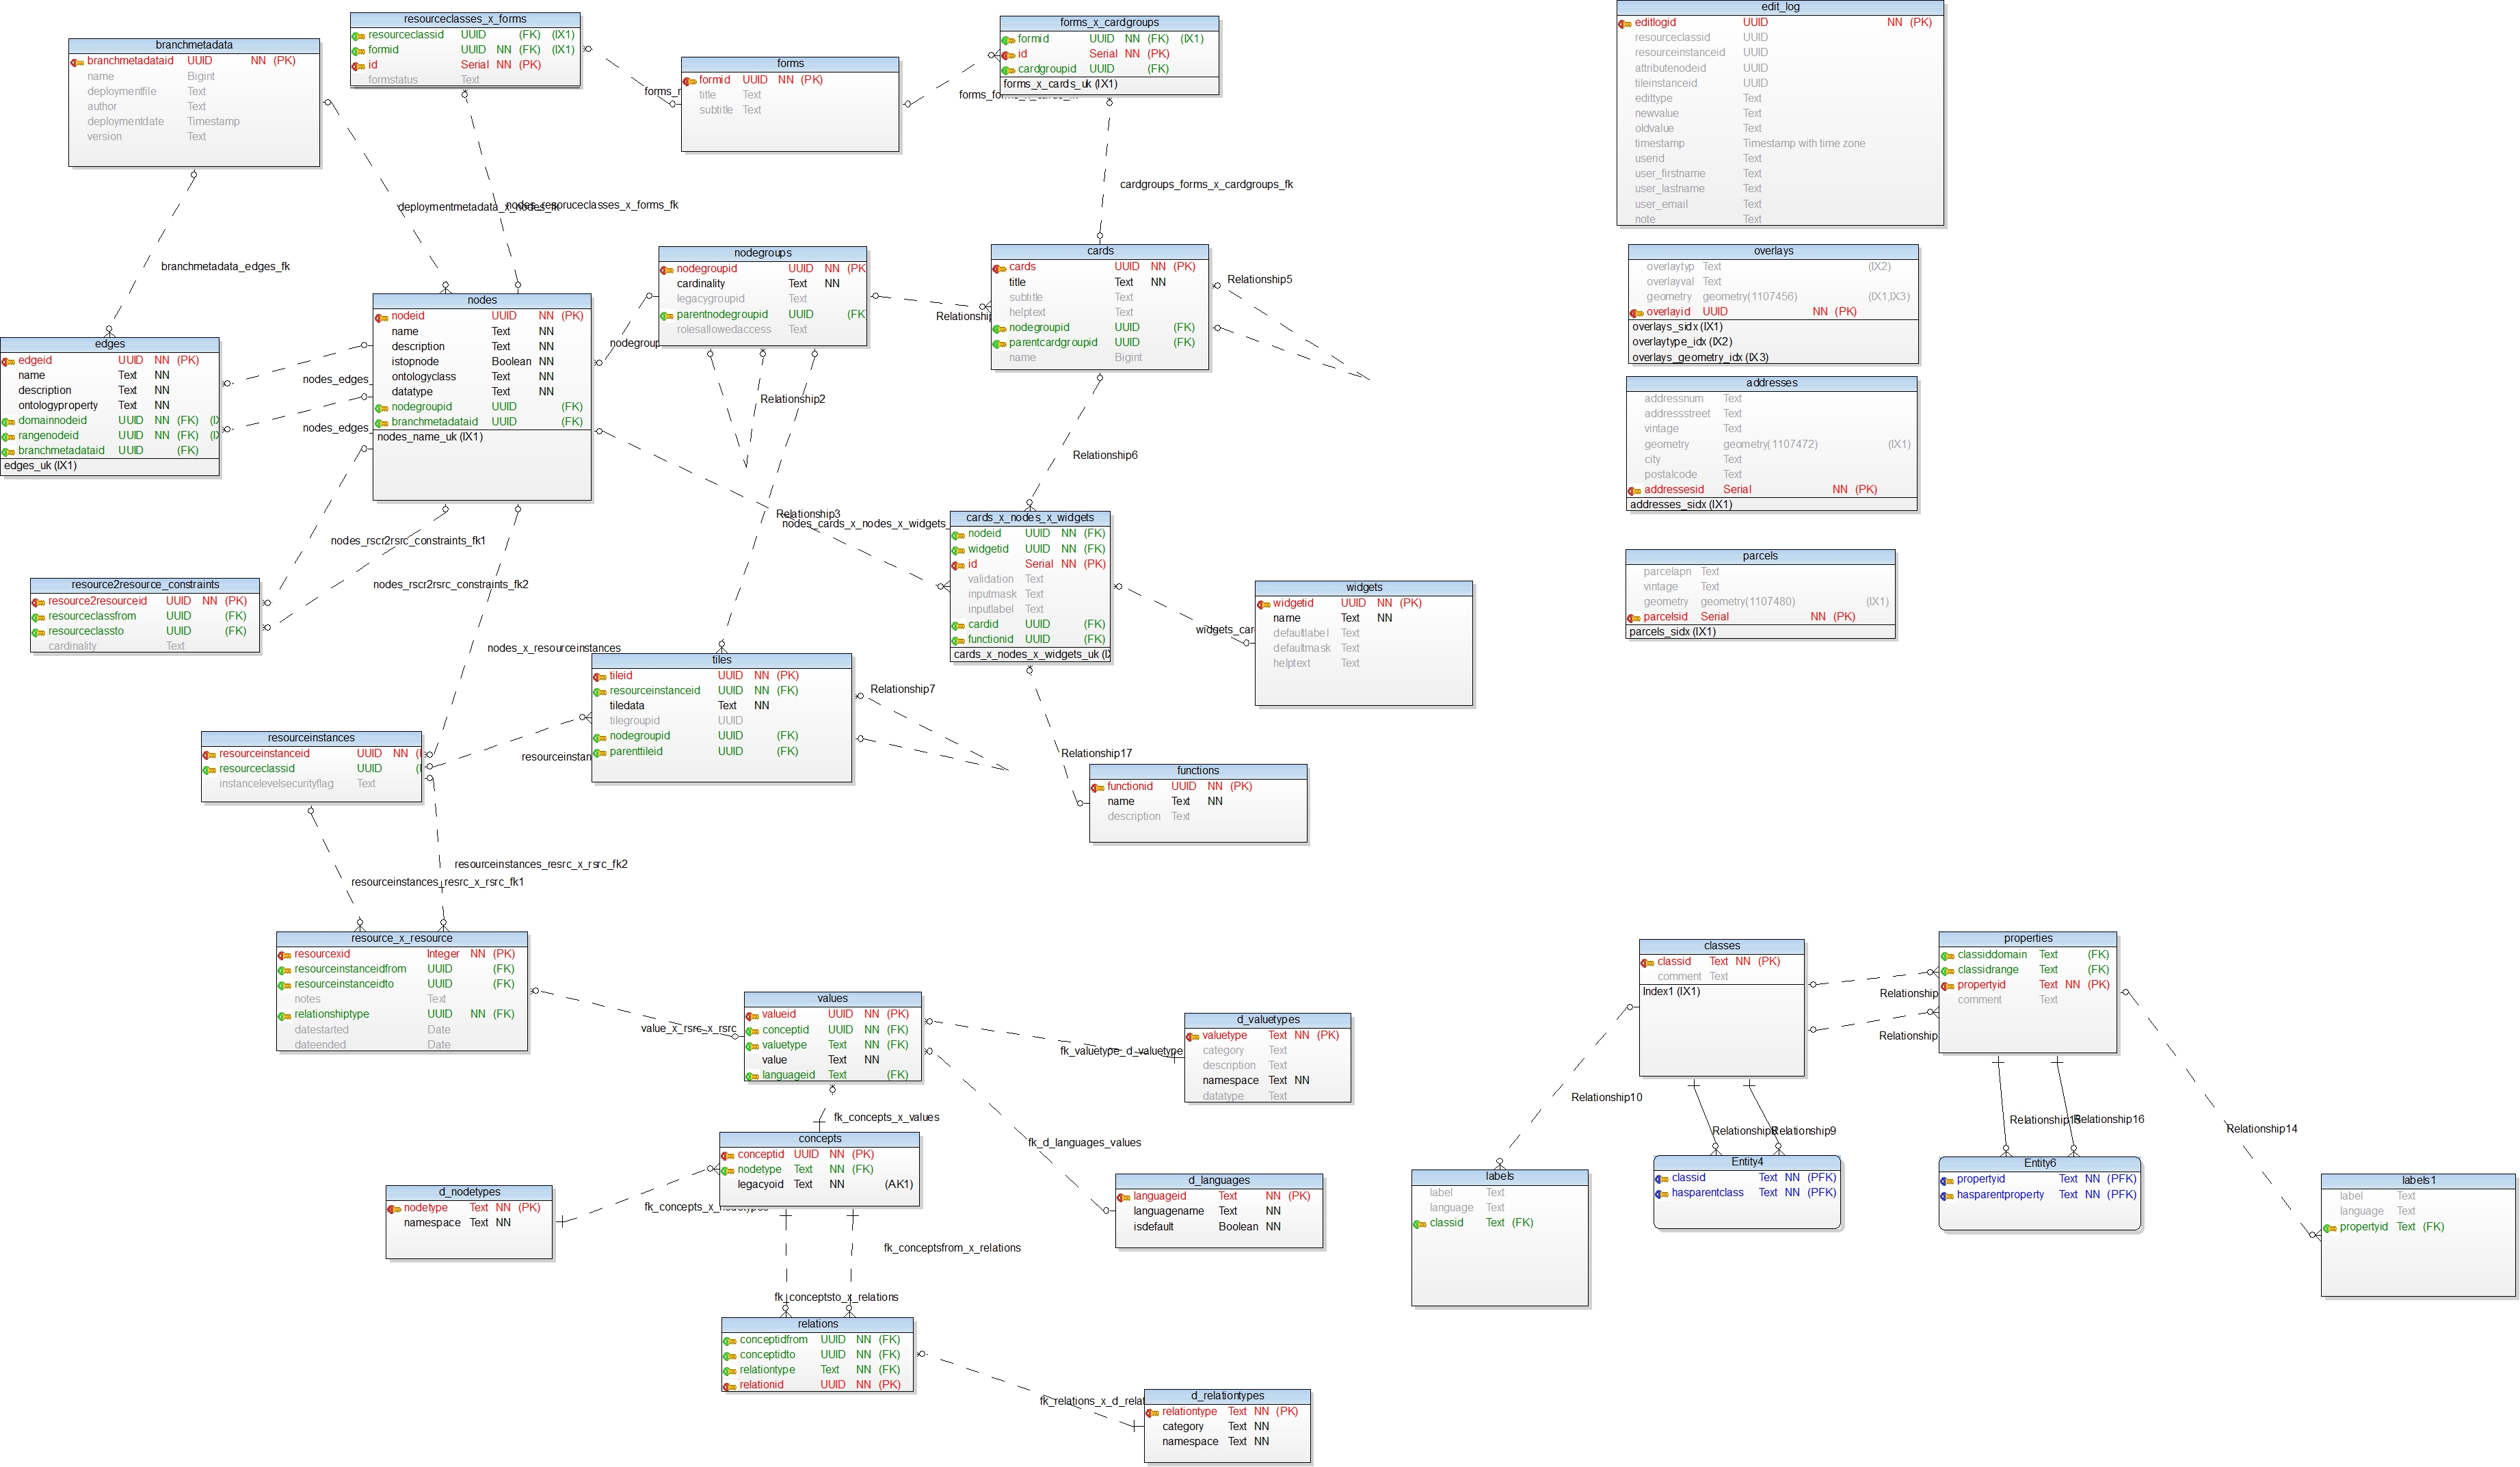 resourceclasses_x_forms
resourceclassid UUID (FK) (IX1)
formid UUID NN (FK) (IX1)
id Serial NN (PK)
formstatus Text
forms_x_cardgroups
formid UUID NN (FK) (IX1)
id Serial NN (PK)
cardgroupid UUID (FK)
forms_x_cards_uk (IX1)
edit_log
editlogid UUID NN (PK)
resourceclassid UUID
resourceinstanceid UUID
attributenodeid UUID
tileinstanceid UUID
edittype Text
newvalue Text
oldvalue Text
timestamp Timestamp with time zone
userid Text
user_firstname Text
user_lastname Text
user_email Text
note Text
branchmetadata
branchmetadataid UUID NN (PK)
name Bigint
deploymentfile Text
author Text
deploymentdate Timestamp
version Text
forms
formid UUID NN (PK)
title Text
subtitle Text
cardgroups_forms_x_cardgroups_fk
branchmetadata_edges_fk
nodegroups
nodegroupid UUID NN (PK
cardinality Text NN
legacygroupid Text
parentnodegroupid UUID (FK
rolesallowedaccess Text
cards
cards UUID NN (PK)
title Text NN
subtitle Text
helptext Text
nodegroupid UUID (FK)
parentcardgroupid UUID (FK)
name Bigint
Relationship5
overlays
overlaytyp Text (IX2)
overlayval Text
geometry geometry(1107456) (IX1,IX3)
overlayid UUID NN (PK)
overlays_sidx (IX1)
overlaytype_idx (IX2)
overlays_geometry_idx (IX3)
nodes
nodeid UUID NN (PK)
name Text NN
description Text NN
istopnode Boolean NN
ontologyclass Text NN
datatype Text NN
nodegroupid UUID (FK)
branchmetadataid UUID (FK)
nodes_name_uk (IX1)
edges
edgeid UUID NN (PK)
name Text NN
description Text NN
ontologyproperty Text NN
domainnodeid UUID NN (FK)
rangenodeid UUID NN (FK)
branchmetadataid UUID (FK)
edges_uk (IX1)
nodes_edges
nodes_edges
nodegroup
Relationship
Relationship2
addresses
addressnum Text
addressstreet Text
vintage Text
geometry geometry(1107472) (IX1)
city Text
postalcode Text
addressesid Serial NN (PK)
addresses_sidx (IX1)
Relationship6
Relationship3
nodes_cards_x_nodes_x_widgets
cards_x_nodes_x_widgets
nodeid UUID NN (FK)
widgetid UUID NN (FK)
id Serial NN (PK)
validation Text
inputmask Text
inputlabel Text
cardid UUID (FK)
functionid UUID (FK)
cards_x_nodes_x_widgets_uk
nodes_rscr2rsrc_constraints_fk1
nodes_rscr2rsrc_constraints_fk2
parcels
parcelapn Text
vintage Text
geometry geometry(1107480) (IX1)
parcelsid Serial NN (PK)
parcels_sidx (IX1)
resource2resource_constraints
resource2resourceid UUID NN (PK)
resourceclassfrom UUID (FK)
resourceclassto UUID (FK)
cardinality Text
widgets
widgetid UUID NN (PK)
name Text NN
defaultlabel Text
defaultmask Text
helptext Text
widgets_car
nodes_x_resourceinstances
tiles
tileid UUID NN (PK)
resourceinstanceid UUID NN (FK)
tiledata Text NN
tilegroupid UUID
nodegroupid UUID (FK)
parenttileid UUID (FK)
Relationship7
resourceinstances
resourceinstanceid UUID NN
resourceclassid UUID
instancelevelsecurityflag Text
resourceinstan
Relationship17
functions
functionid UUID NN (PK)
name Text NN
description Text
resourceinstances_resrc_x_rsrc_fk2
resourceinstances_resrc_x_rsrc_fk1
resource_x_resource
resourcexid Integer NN (PK)
resourceinstanceidfrom UUID (FK)
resourceinstanceidto UUID (FK)
notes Text
relationshiptype UUID NN (FK)
datestarted Date
dateended Date
value_x_rsrc_x_rsrc
values
valueid UUID NN (PK)
conceptid UUID NN (FK)
valuetype Text NN (FK)
value Text NN
languageid Text (FK)
fk_valuetype_d_valuetype
d_valuetypes
valuetype Text NN (PK)
category Text
description Text
namespace Text NN
datatype Text
classes
classid Text NN (PK)
comment Text
Index1 (IX1)
Relationship
Relationship
properties
classiddomain Text (FK)
classidrange Text (FK)
propertyid Text NN (PK)
comment Text
fk_concepts_x_values
fk_d_languages_values
concepts
conceptid UUID NN (PK)
nodetype Text NN (FK)
legacyoid Text NN (AK1)
d_nodetypes
nodetype Text NN (PK)
namespace Text NN
d_languages
languageid Text NN (PK)
languagename Text NN
isdefault Boolean NN
Relationship10
Relationship9
Relationship16
Relationship14
labels
label Text
language Text
classid Text (FK)
Entity4
classid Text NN (PFK)
hasparentclass Text NN (PFK)
Entity6
propertyid Text NN (PFK)
hasparentproperty Text NN (PFK)
labels1
label Text
language Text
propertyid Text (FK)
fk_conceptsfrom_x_relations
fk_conceptsto_x_relations
relations
conceptidfrom UUID NN (FK)
conceptidto UUID NN (FK)
relationtype Text NN (FK)
relationid UUID NN (PK)
fk_relations_x_d_relat
d_relationtypes
relationtype Text NN (PK)
category Text NN
namespace Text NN